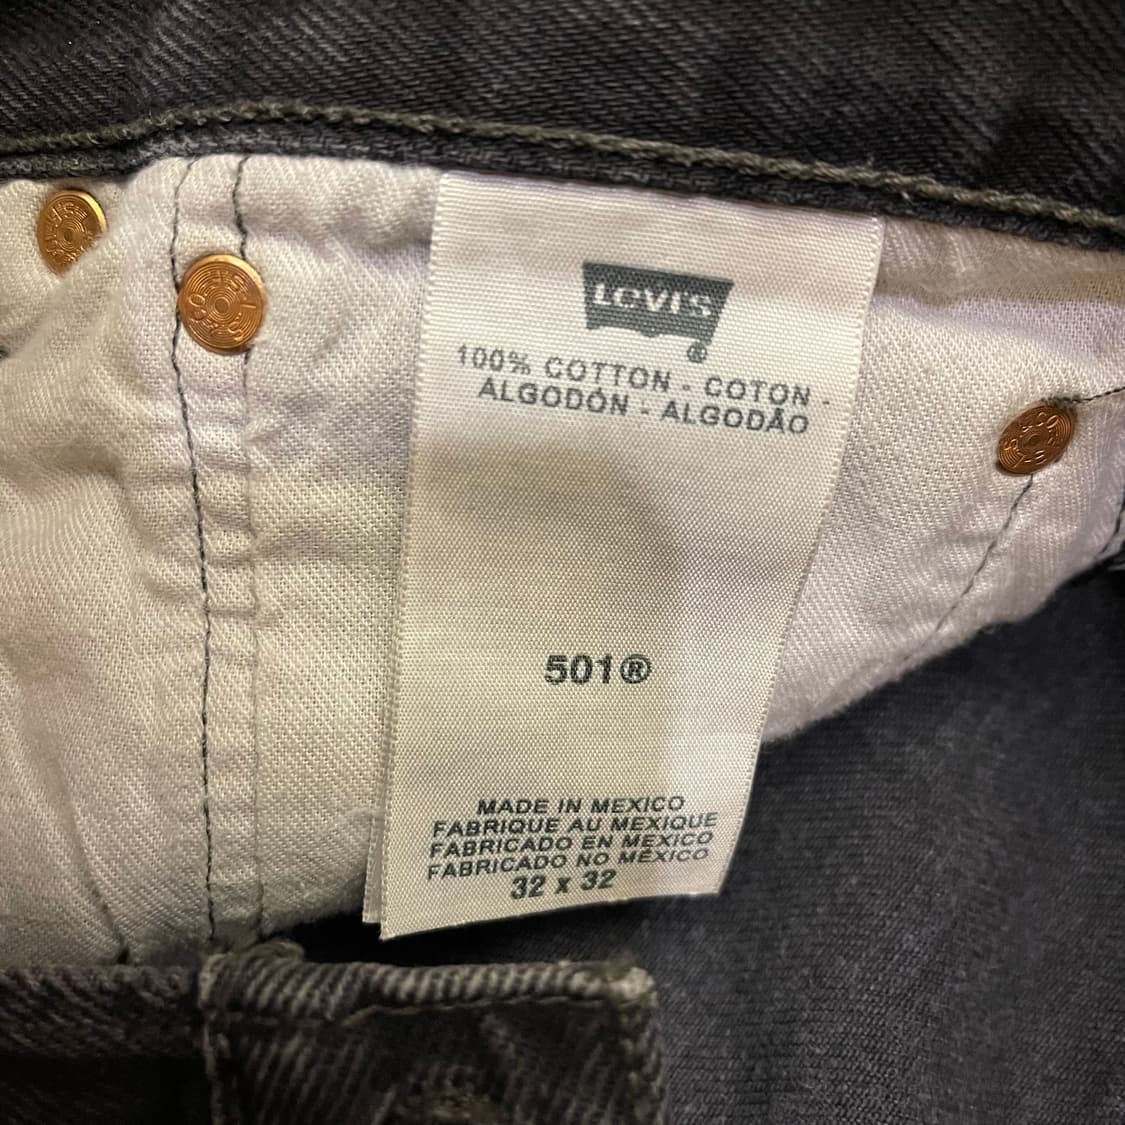 LEVI'S
®
100% COTTON - COTON -
ALGODÓN - ALGODÃO
501®
MADE IN MEXICO
FABRIQUE AU MEXIQUE
FABRICADO EN MÉXICO
FABRICADO NO MÉXICO
32 x 32